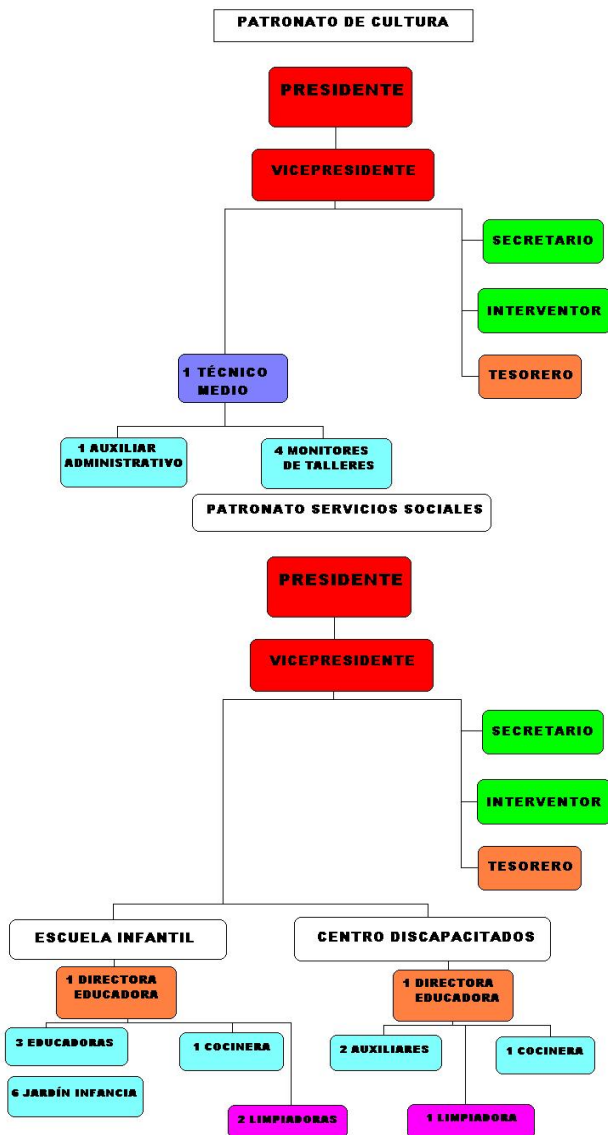 PATRONATO DE CULTURA
PRESIDENTE
VICEPRESIDENTE
SECRETARIO
INTERVENTOR
TESORERO
1 TÉCNICO
MEDIO
1 AUXILIAR
ADMINISTRATIVO
4 MONITORES
DE TALLERES
PATRONATO SERVICIOS SOCIALES
PRESIDENTE
VICEPRESIDENTE
SECRETARIO
INTERVENTOR
TESORERO
ESCUELA INFANTIL
CENTRO DISCAPACITADOS
1 DIRECTORA
EDUCADORA
1 DIRECTORA
EDUCADORA
3 EDUCADORAS
1 COCINERA
2 AUXILIARES
1 COCINERA
6 JARDÍN INFANCIA
2 LIMPIADORAS
1 LIMPIADORA